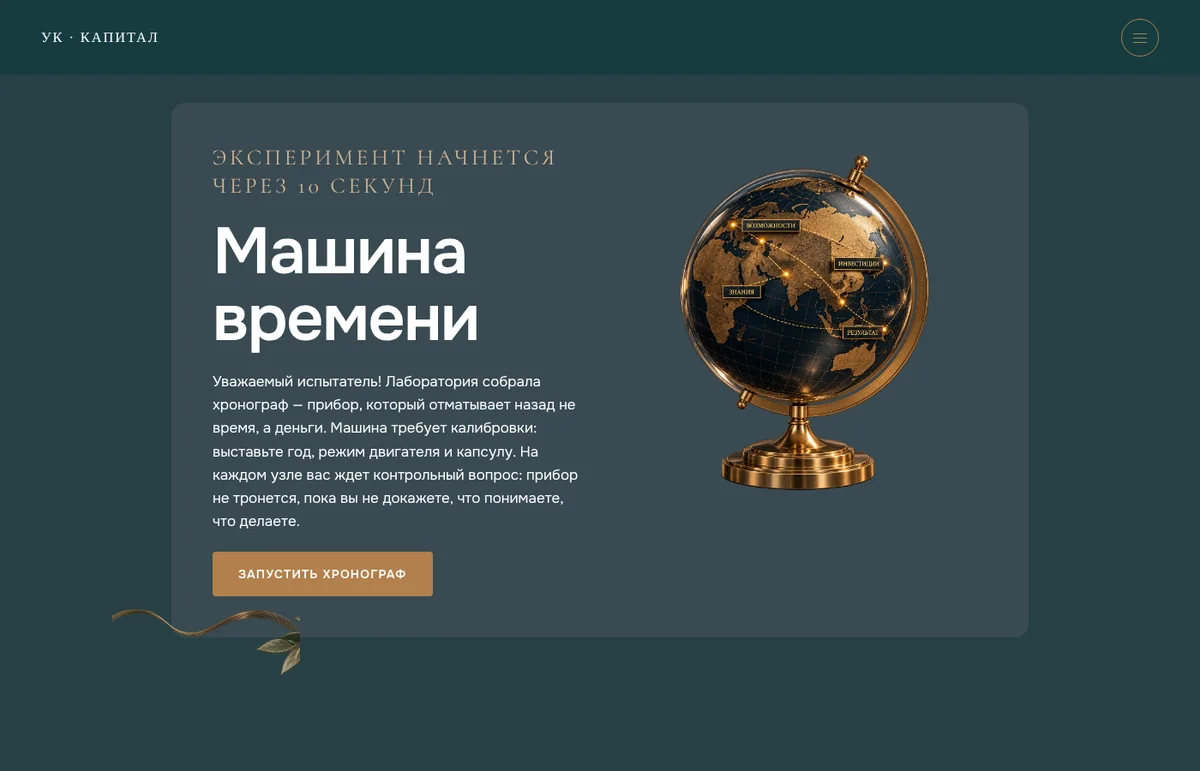 УК · КАПИТАЛ
ЭКСПЕРИМЕНТ НАЧНЕТСЯ
ЧЕРЕЗ 10 СЕКУНД
Машина
времени
Уважаемый испытатель! Лаборатория собрала
хронограф — прибор, который отматывает назад не
время, а деньги. Машина требует калибровки:
выставьте год, режим двигателя и капсулу. На
каждом узле вас ждет контрольный вопрос: прибор
не тронется, пока вы не докажете, что понимаете,
что делаете.
ЗАПУСТИТЬ ХРОНОГРАФ
ВОЗМОЖНОСТИ
ИНВЕСТИЦИИ
ЗНАНИЯ
РЕЗУЛЬТАТ